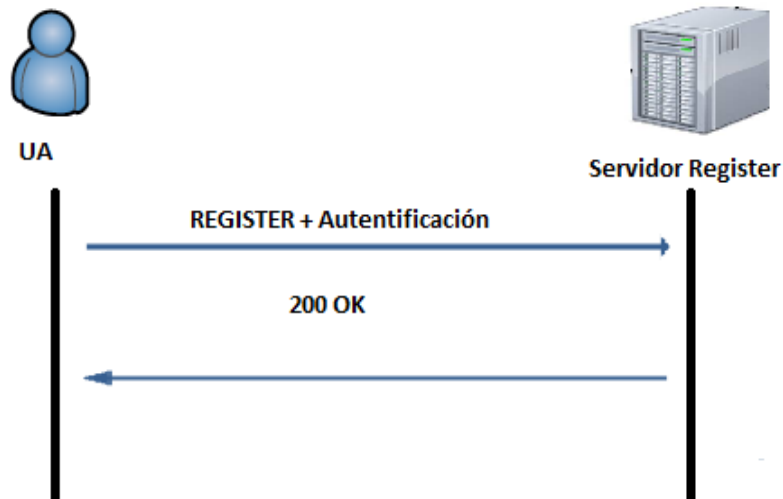 UA
Servidor Register
REGISTER + Autentificación
200 OK